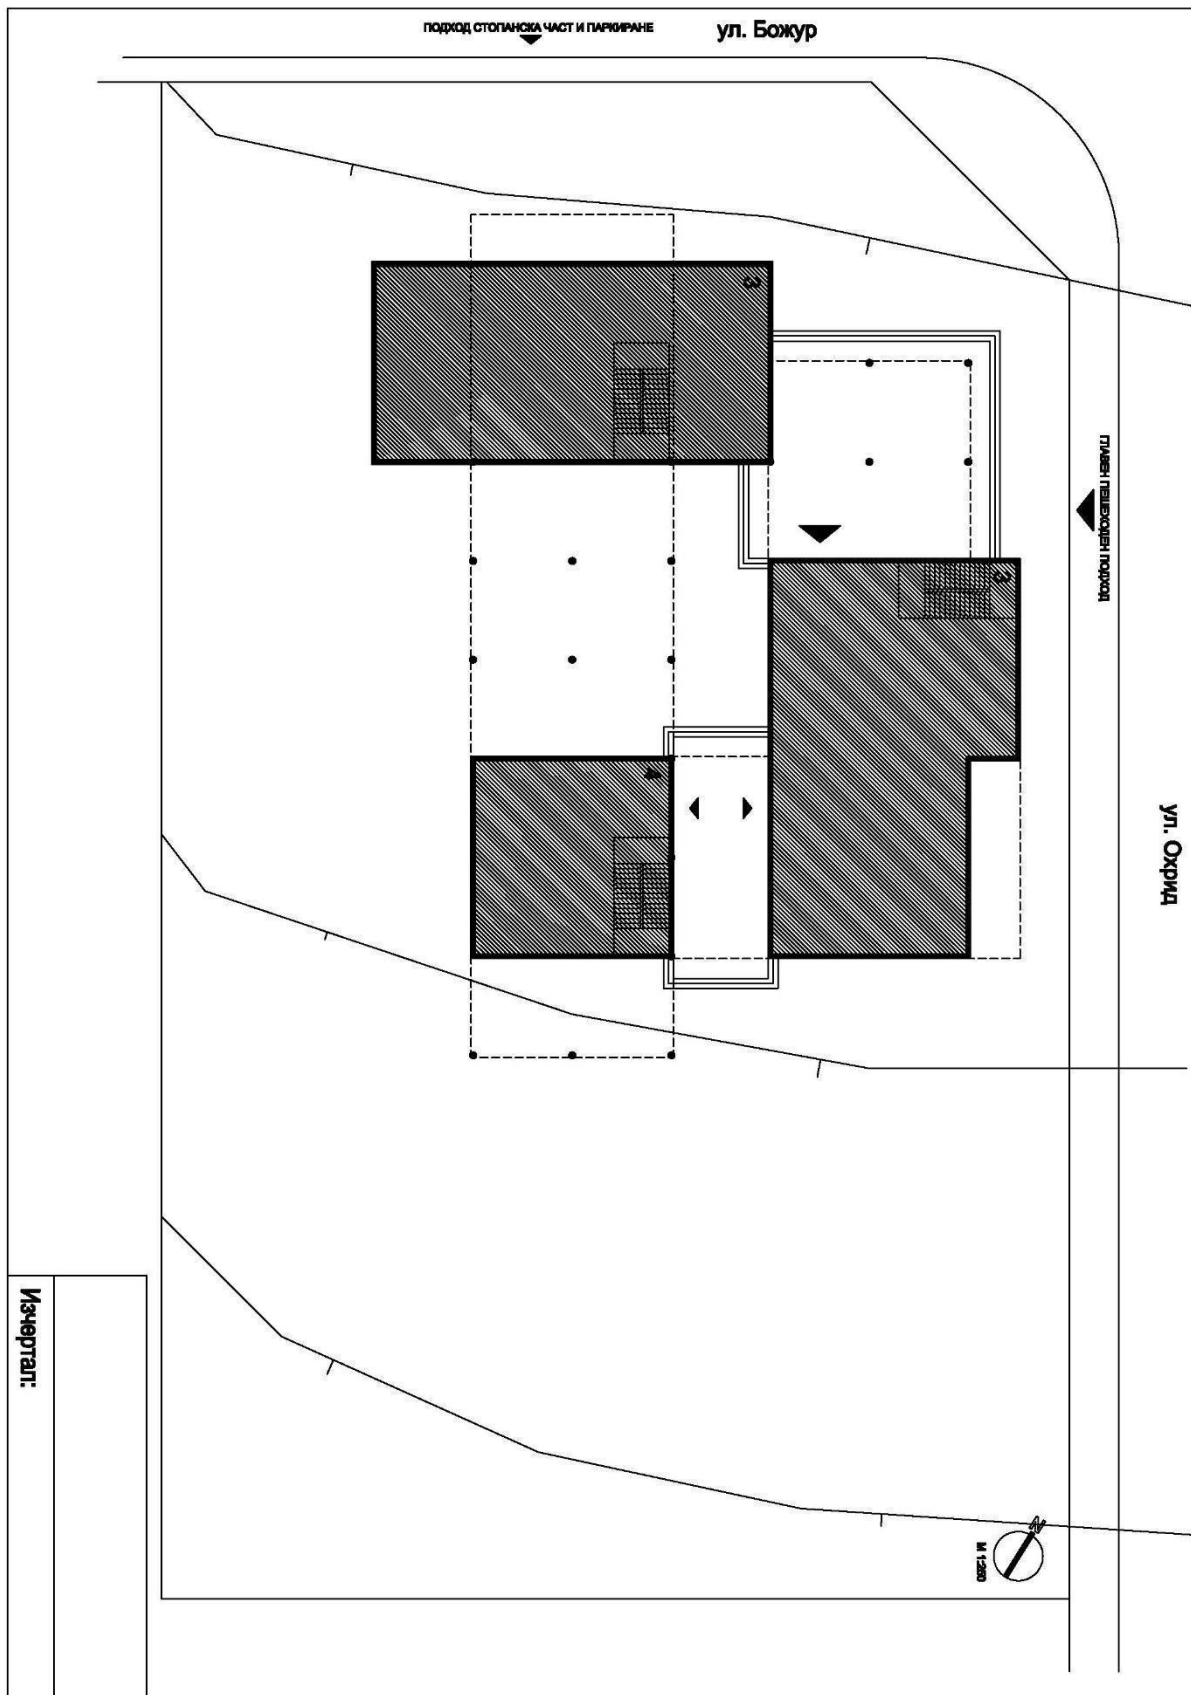 ПОДХОД СТОПАНСКА ЧАСТ И ПАРКИРАНЕ
ул. Божур
3
ГЛАВЕН ПЕШЕХОДЕН ПОДХОД
3
4
ул. Охрид
Изчертал:
N
М 1:250